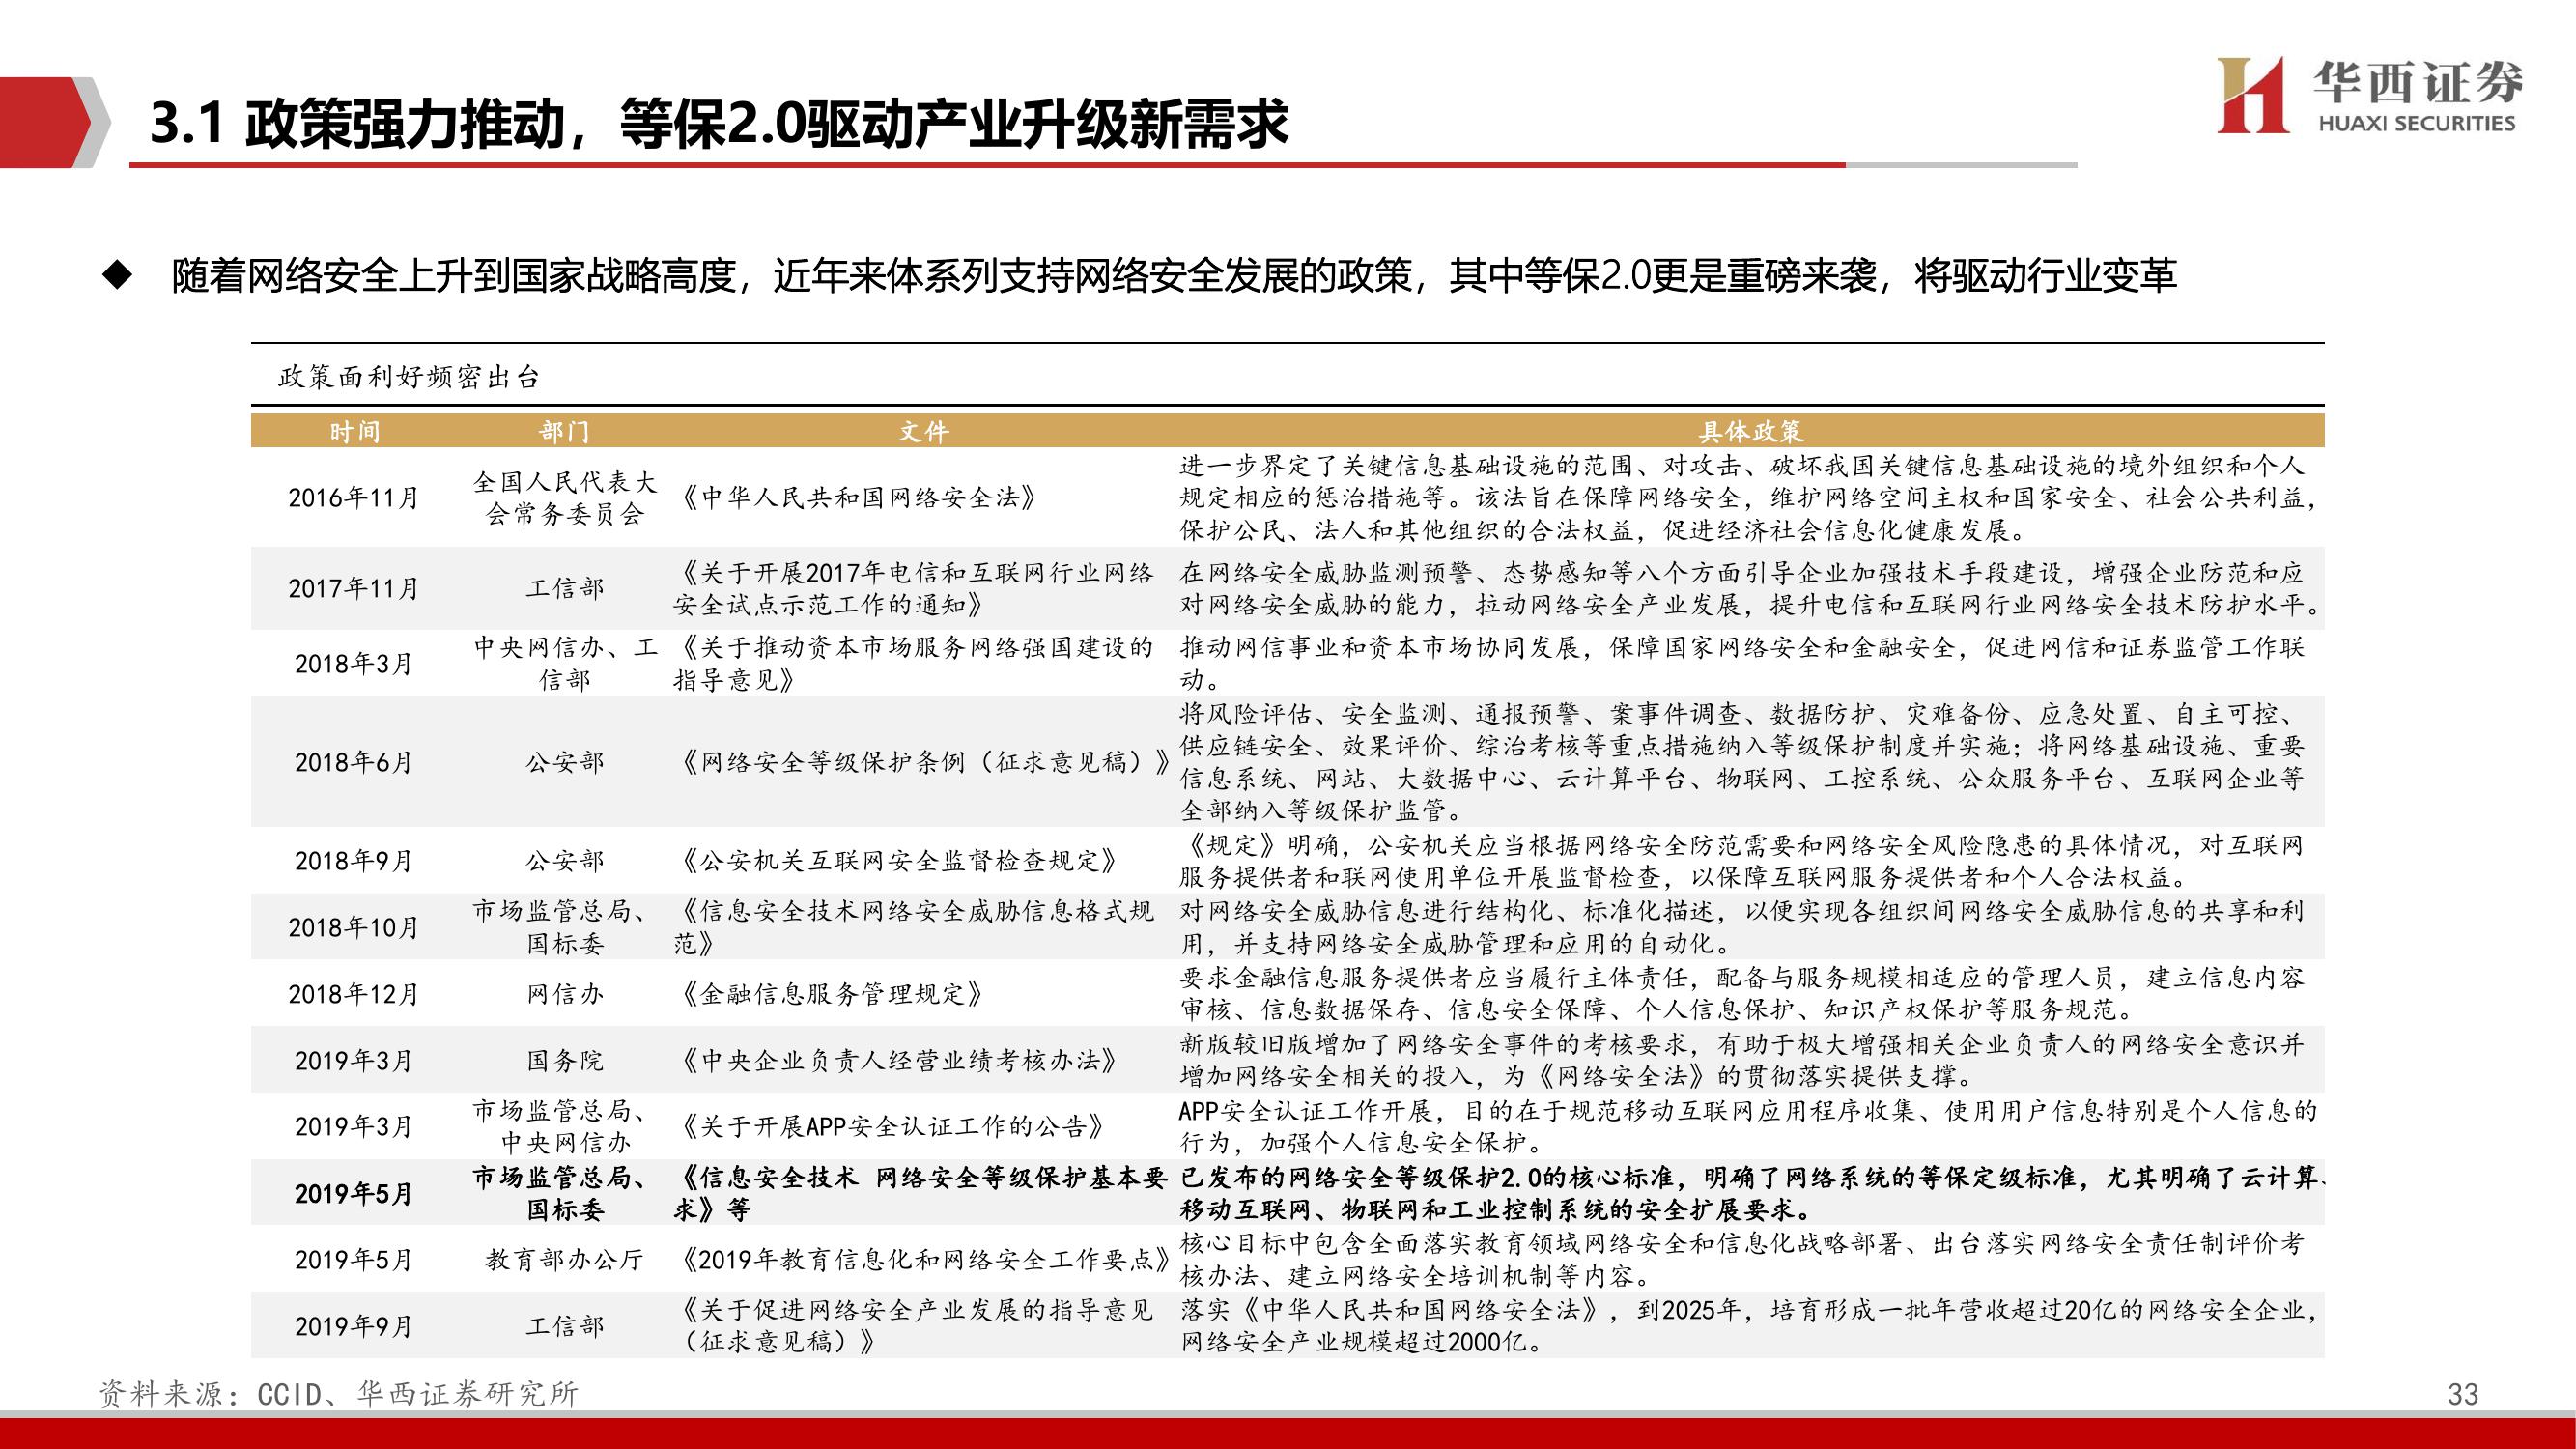 3.1 政策强力推动，等保2.0驱动产业升级新需求
华西证券
HUAXI SECURITIES
◆ 随着网络安全上升到国家战略高度，近年来体系列支持网络安全发展的政策，其中等保2.0更是重磅来袭，将驱动行业变革
政策面利好频密出台
时间 部门 文件 具体政策
2016年11月
全国人民代表大
会常务委员会
《中华人民共和国网络安全法》
进一步界定了关键信息基础设施的范围、对攻击、破坏我国关键信息基础设施的境外组织和个人
规定相应的惩治措施等。该法旨在保障网络安全，维护网络空间主权和国家安全、社会公共利益，
保护公民、法人和其他组织的合法权益，促进经济社会信息化健康发展。
2017年11月
工信部
《关于开展2017年电信和互联网行业网络
安全试点示范工作的通知》
在网络安全威胁监测预警、态势感知等八个方面引导企业加强技术手段建设，增强企业防范和应
对网络安全威胁的能力，拉动网络安全产业发展，提升电信和互联网行业网络安全技术防护水平。
2018年3月
中央网信办、工
信部
《关于推动资本市场服务网络强国建设的
指导意见》
推动网信事业和资本市场协同发展，保障国家网络安全和金融安全，促进网信和证券监管工作联
动。
2018年6月
公安部
《网络安全等级保护条例（征求意见稿）》
将风险评估、安全监测、通报预警、案事件调查、数据防护、灾难备份、应急处置、自主可控、
供应链安全、效果评价、综治考核等重点措施纳入等级保护制度并实施；将网络基础设施、重要
信息系统、网站、大数据中心、云计算平台、物联网、工控系统、公众服务平台、互联网企业等
全部纳入等级保护监管。
2018年9月
公安部
《公安机关互联网安全监督检查规定》
《规定》明确，公安机关应当根据网络安全防范需要和网络安全风险隐患的具体情况，对互联网
服务提供者和联网使用单位开展监督检查，以保障互联网服务提供者和个人合法权益。
2018年10月
市场监管总局、
国标委
《信息安全技术网络安全威胁信息格式规
范》
对网络安全威胁信息进行结构化、标准化描述，以便实现各组织间网络安全威胁信息的共享和利
用，并支持网络安全威胁管理和应用的自动化。
2018年12月
网信办
《金融信息服务管理规定》
要求金融信息服务提供者应当履行主体责任，配备与服务规模相适应的管理人员，建立信息内容
审核、信息数据保存、信息安全保障、个人信息保护、知识产权保护等服务规范。
2019年3月
国务院
《中央企业负责人经营业绩考核办法》
新版较旧版增加了网络安全事件的考核要求，有助于极大增强相关企业负责人的网络安全意识并
增加网络安全相关的投入，为《网络安全法》的贯彻落实提供支撑。
2019年3月
市场监管总局、
中央网信办
《关于开展APP安全认证工作的公告》
APP安全认证工作开展，目的在于规范移动互联网应用程序收集、使用用户信息特别是个人信息的
行为，加强个人信息安全保护。
2019年5月
市场监管总局、
国标委
《信息安全技术 网络安全等级保护基本要
求》等
已发布的网络安全等级保护2.0的核心标准，明确了网络系统的等保定级标准，尤其明确了云计算、
移动互联网、物联网和工业控制系统的安全扩展要求。
2019年5月
教育部办公厅
《2019年教育信息化和网络安全工作要点》
核心目标中包含全面落实教育领域网络安全和信息化战略部署、出台落实网络安全责任制评价考
核办法、建立网络安全培训机制等内容。
2019年9月
工信部
《关于促进网络安全产业发展的指导意见
（征求意见稿）》
落实《中华人民共和国网络安全法》，到2025年，培育形成一批年营收超过20亿的网络安全企业，
网络安全产业规模超过2000亿。
资料来源：CCID、华西证券研究所
33